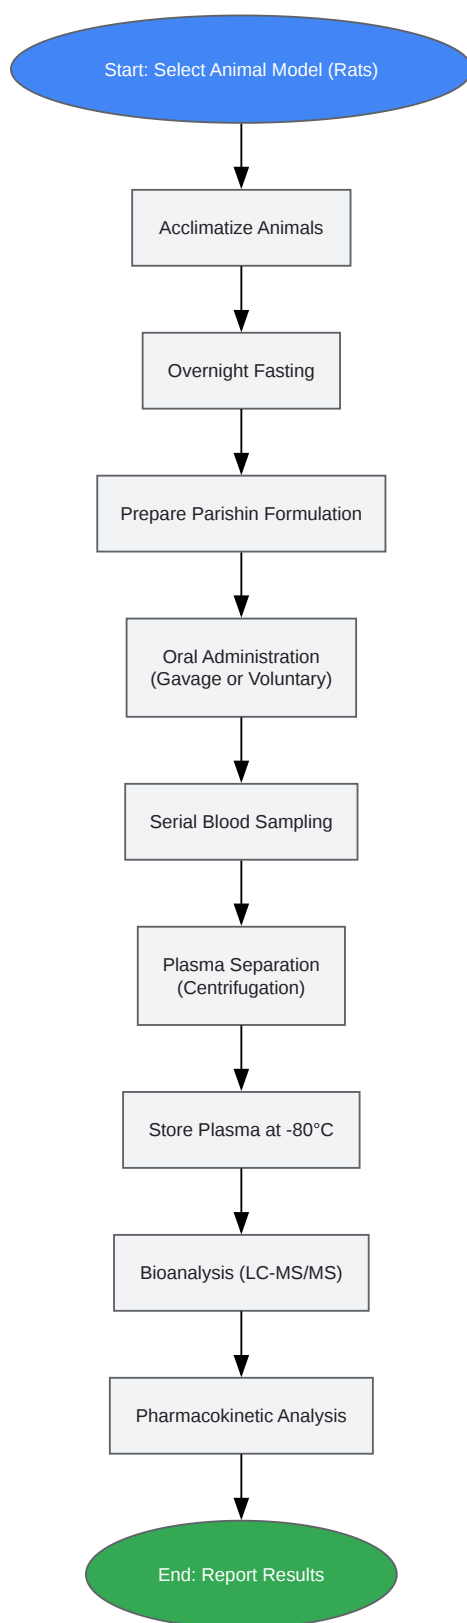 Start: Select Animal Model (Rats)
Acclimatize Animals
Overnight Fasting
Prepare Parishin Formulation
Oral Administration
(Gavage or Voluntary)
Serial Blood Sampling
Plasma Separation
(Centrifugation)
Store Plasma at -80°C
Bioanalysis (LC-MS/MS)
Pharmacokinetic Analysis
End: Report Results